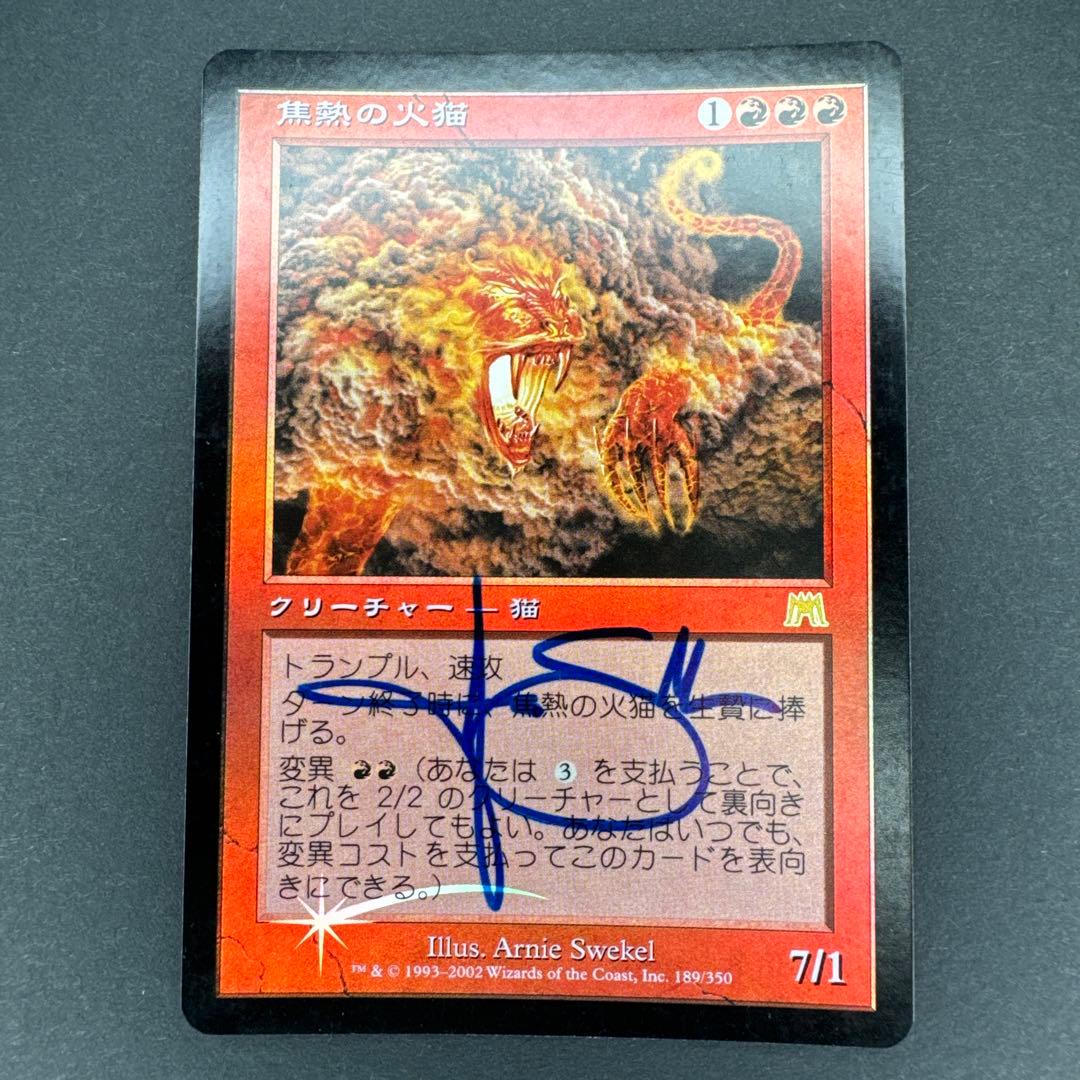 焦熱の火猫 1
クリーチャー ― 猫
トランプル、速攻
ターン終了時に、焦熱の火猫を生贄に捧
げる。
変異 (あなたは 3 を支払うことで、
これを 2/2 のクリーチャーとして裏向き
にプレイしてもよい。あなたはいつでも、
変異コストを支払ってこのカードを表向
きにできる。)
Illus. Arnie Swekel
™ & © 1993–2002 Wizards of the Coast, Inc. 189/350
7/1